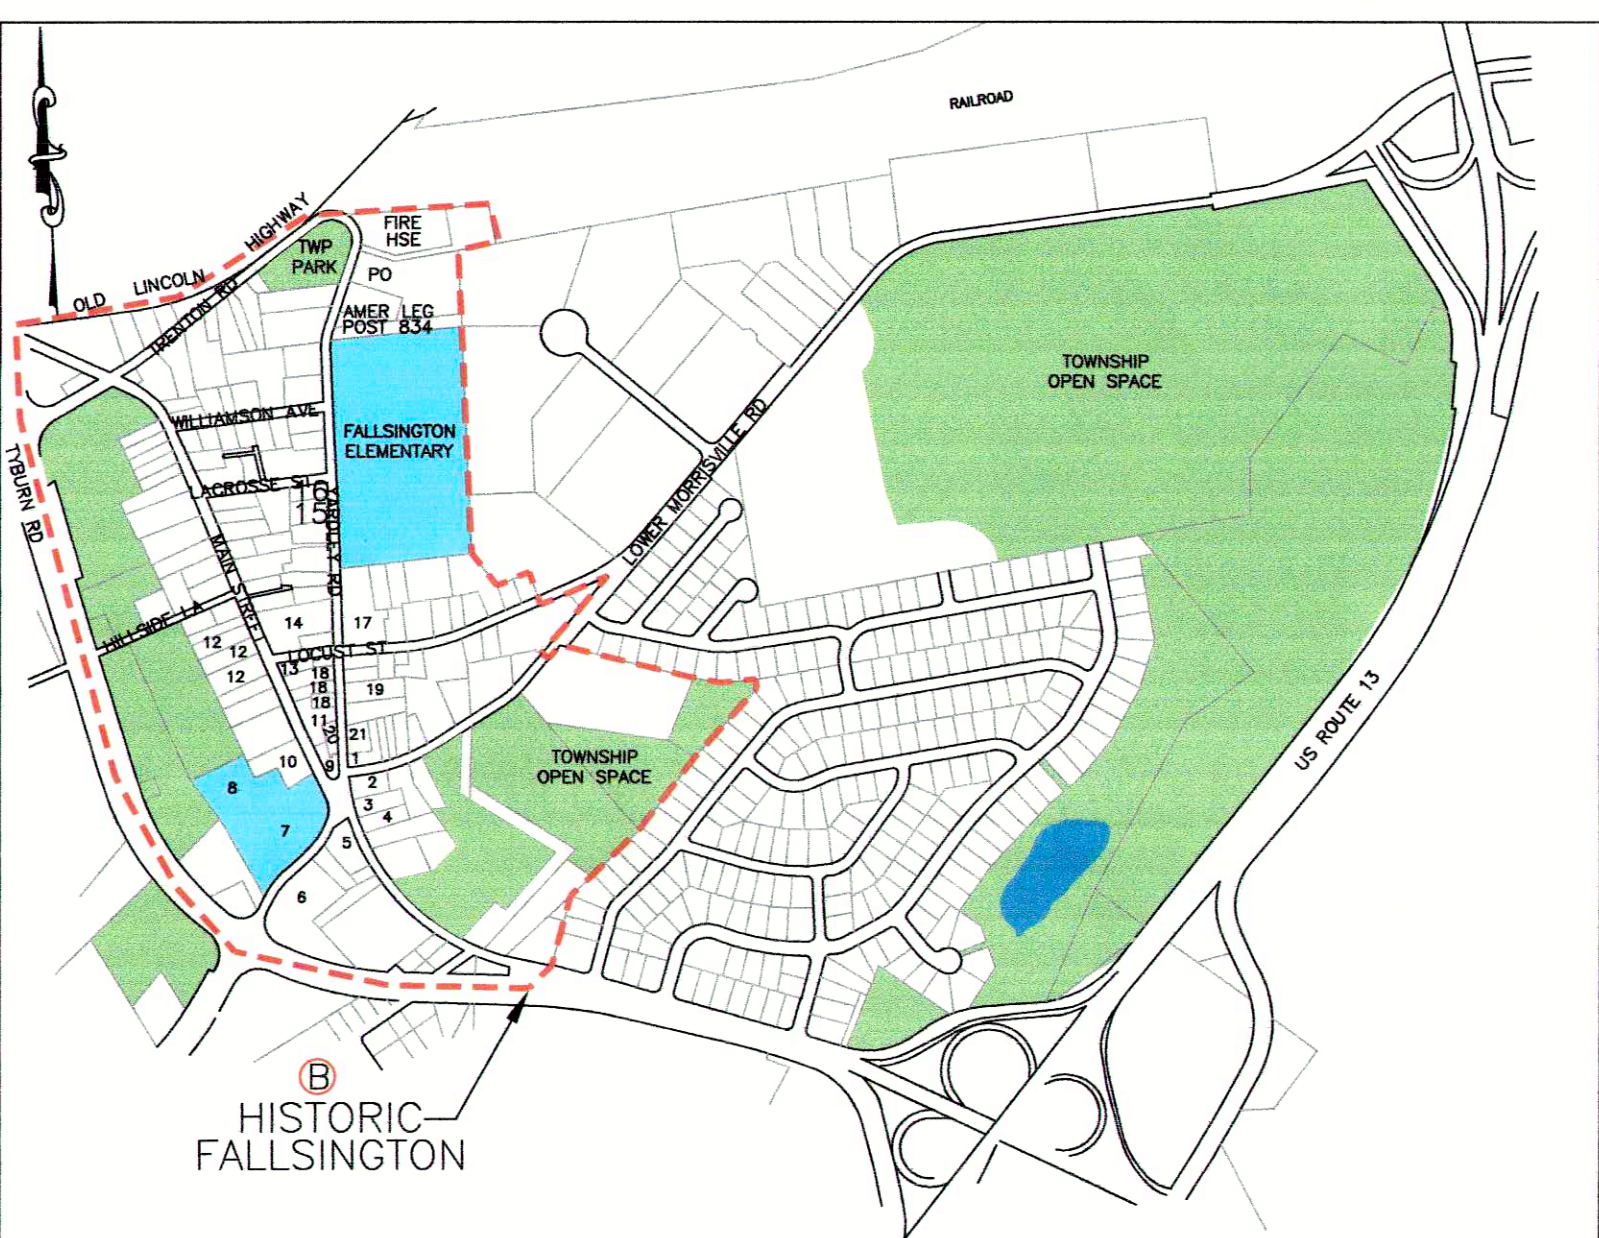 RAILROAD
OLD LINCOLN HIGHWAY
FIRE
HSE
TWP
PARK
PO
TRENTON RD
AMER LEG
POST 834
TOWNSHIP
OPEN SPACE
WILLIAMSON AVE
FALLSINGTON
ELEMENTARY
LOWER MORRISVILLE RD
TYBURN RD
LACROSSE ST
16
15
YARDLEY RD
MAIN STREET
HILLSIDE LA
14
17
12
12
12
LOCUST ST
13
18
18
18
19
11
20
21
1
10
9
2
8
3
4
7
5
6
TOWNSHIP
OPEN SPACE
US ROUTE 13
B
HISTORIC
FALLSINGTON